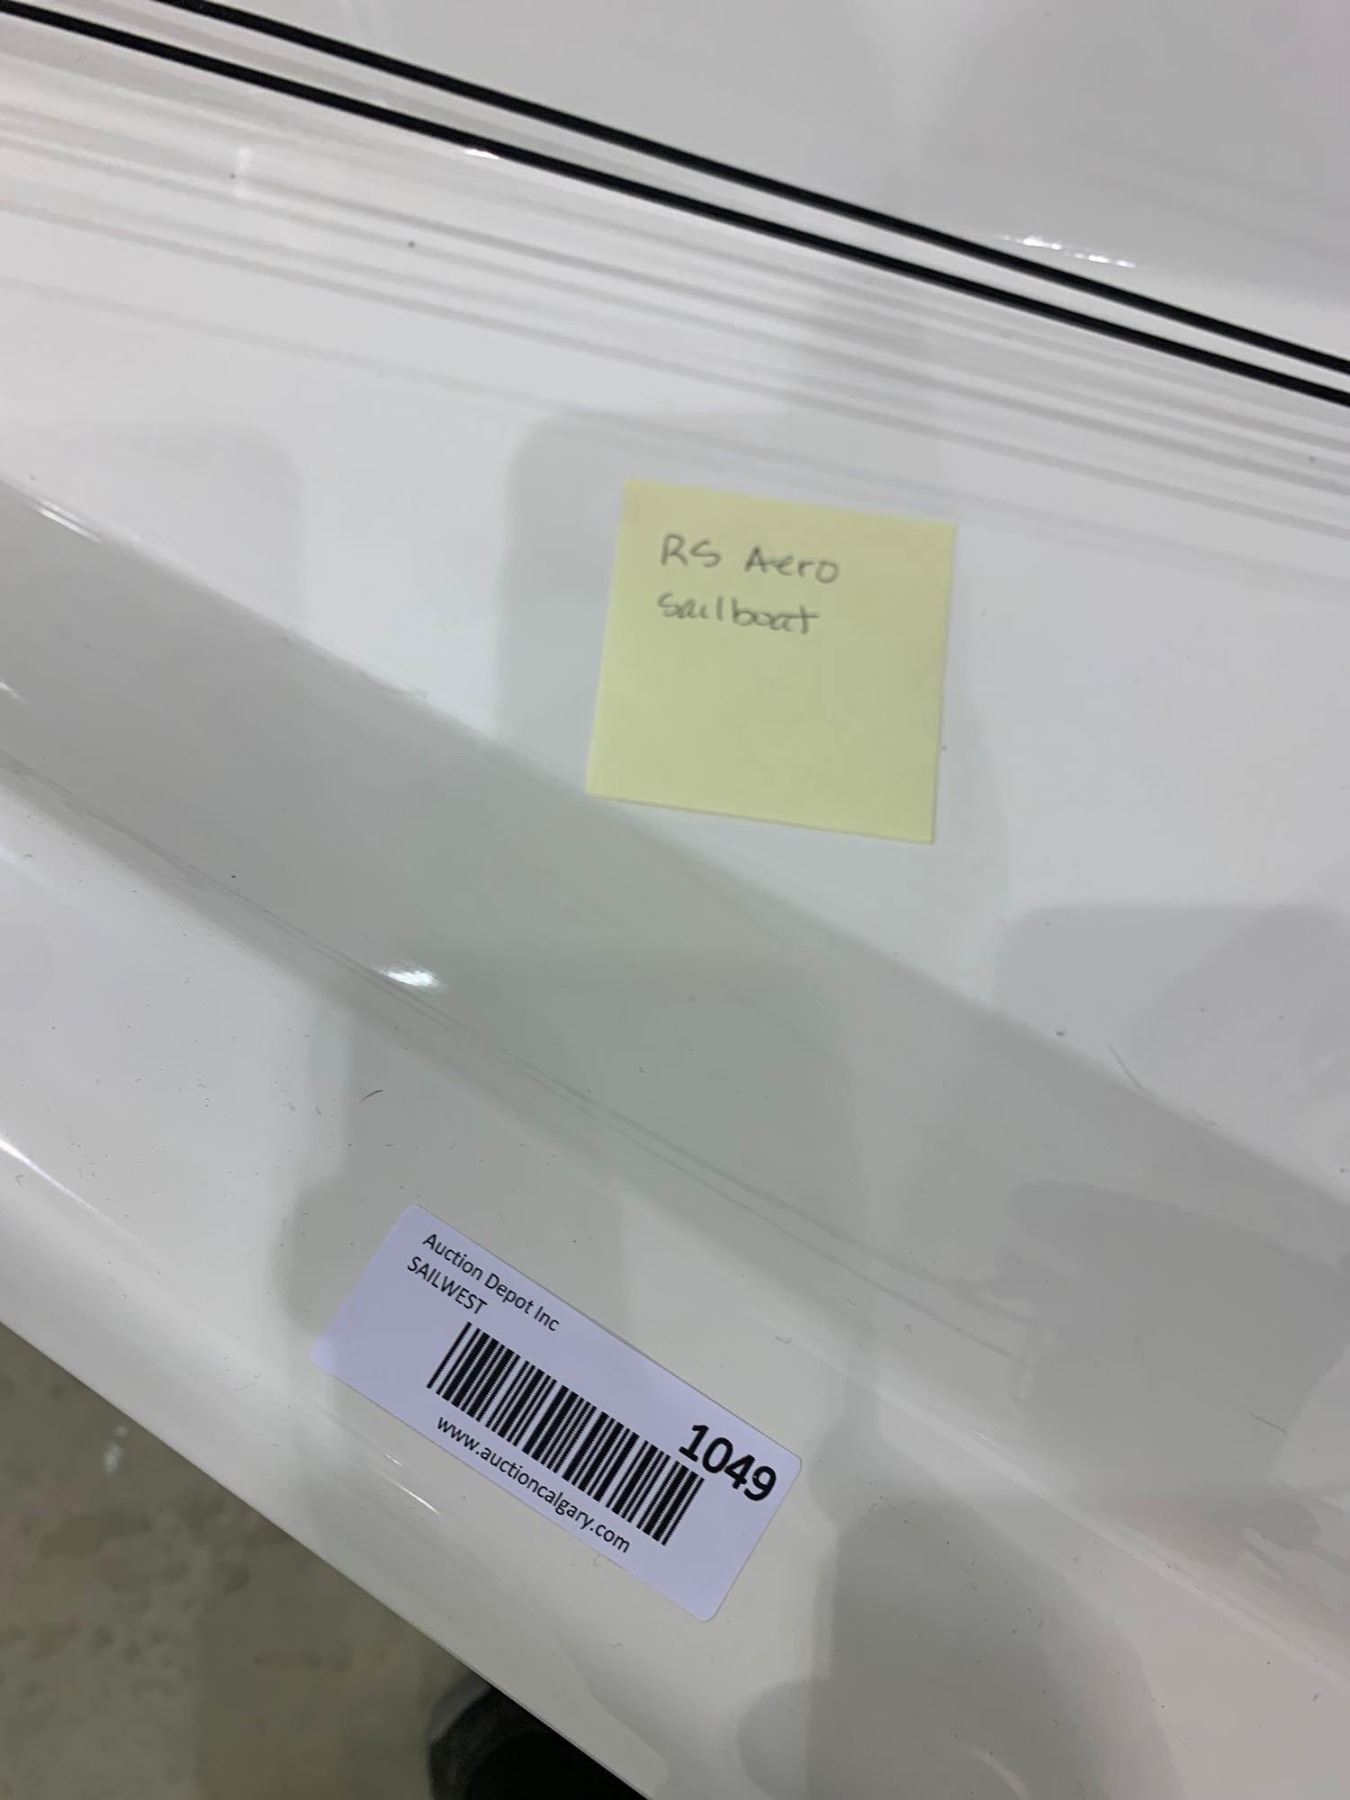 RS Aero
sailboat
Auction Depot Inc
SAILWEST
1049
www.auctioncalgary.com